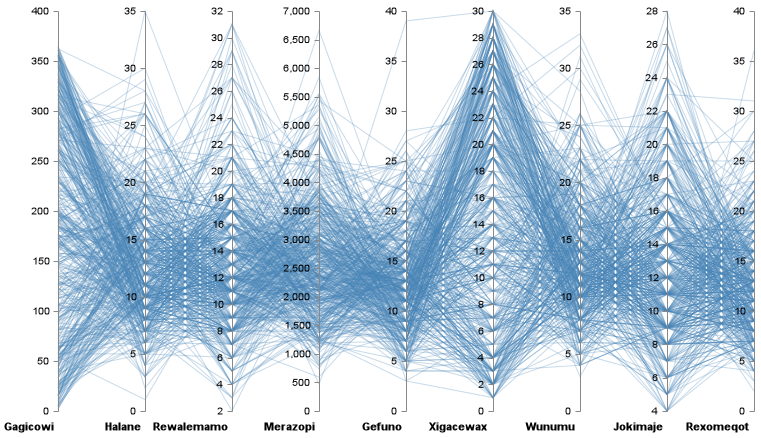 400 35 32 7,000 40 30 35 28 40
350 30 30 6,500 35 28 30 26 35
300 25 28 6,000 30 26 25 24 30
250 20 26 5,500 25 24 20 22 25
200 15 24 5,000 20 22 15 20 20
150 10 22 4,500 15 20 10 18 15
100 5 20 4,000 10 18 5 16 10
50 0 19 3,500 5 16 0 14 5
0 18 3,000 0 14 12 0
16 2,500 12 10
14 2,000 10 8
12 1,500 8 6
10 1,000 6 4
8 500 4
6 0 2
4 0
2
Gagicowi Halane Rewalemamo Merazopi Gefuno Xigacewax Wunumu Jokimaje Rexomeqot